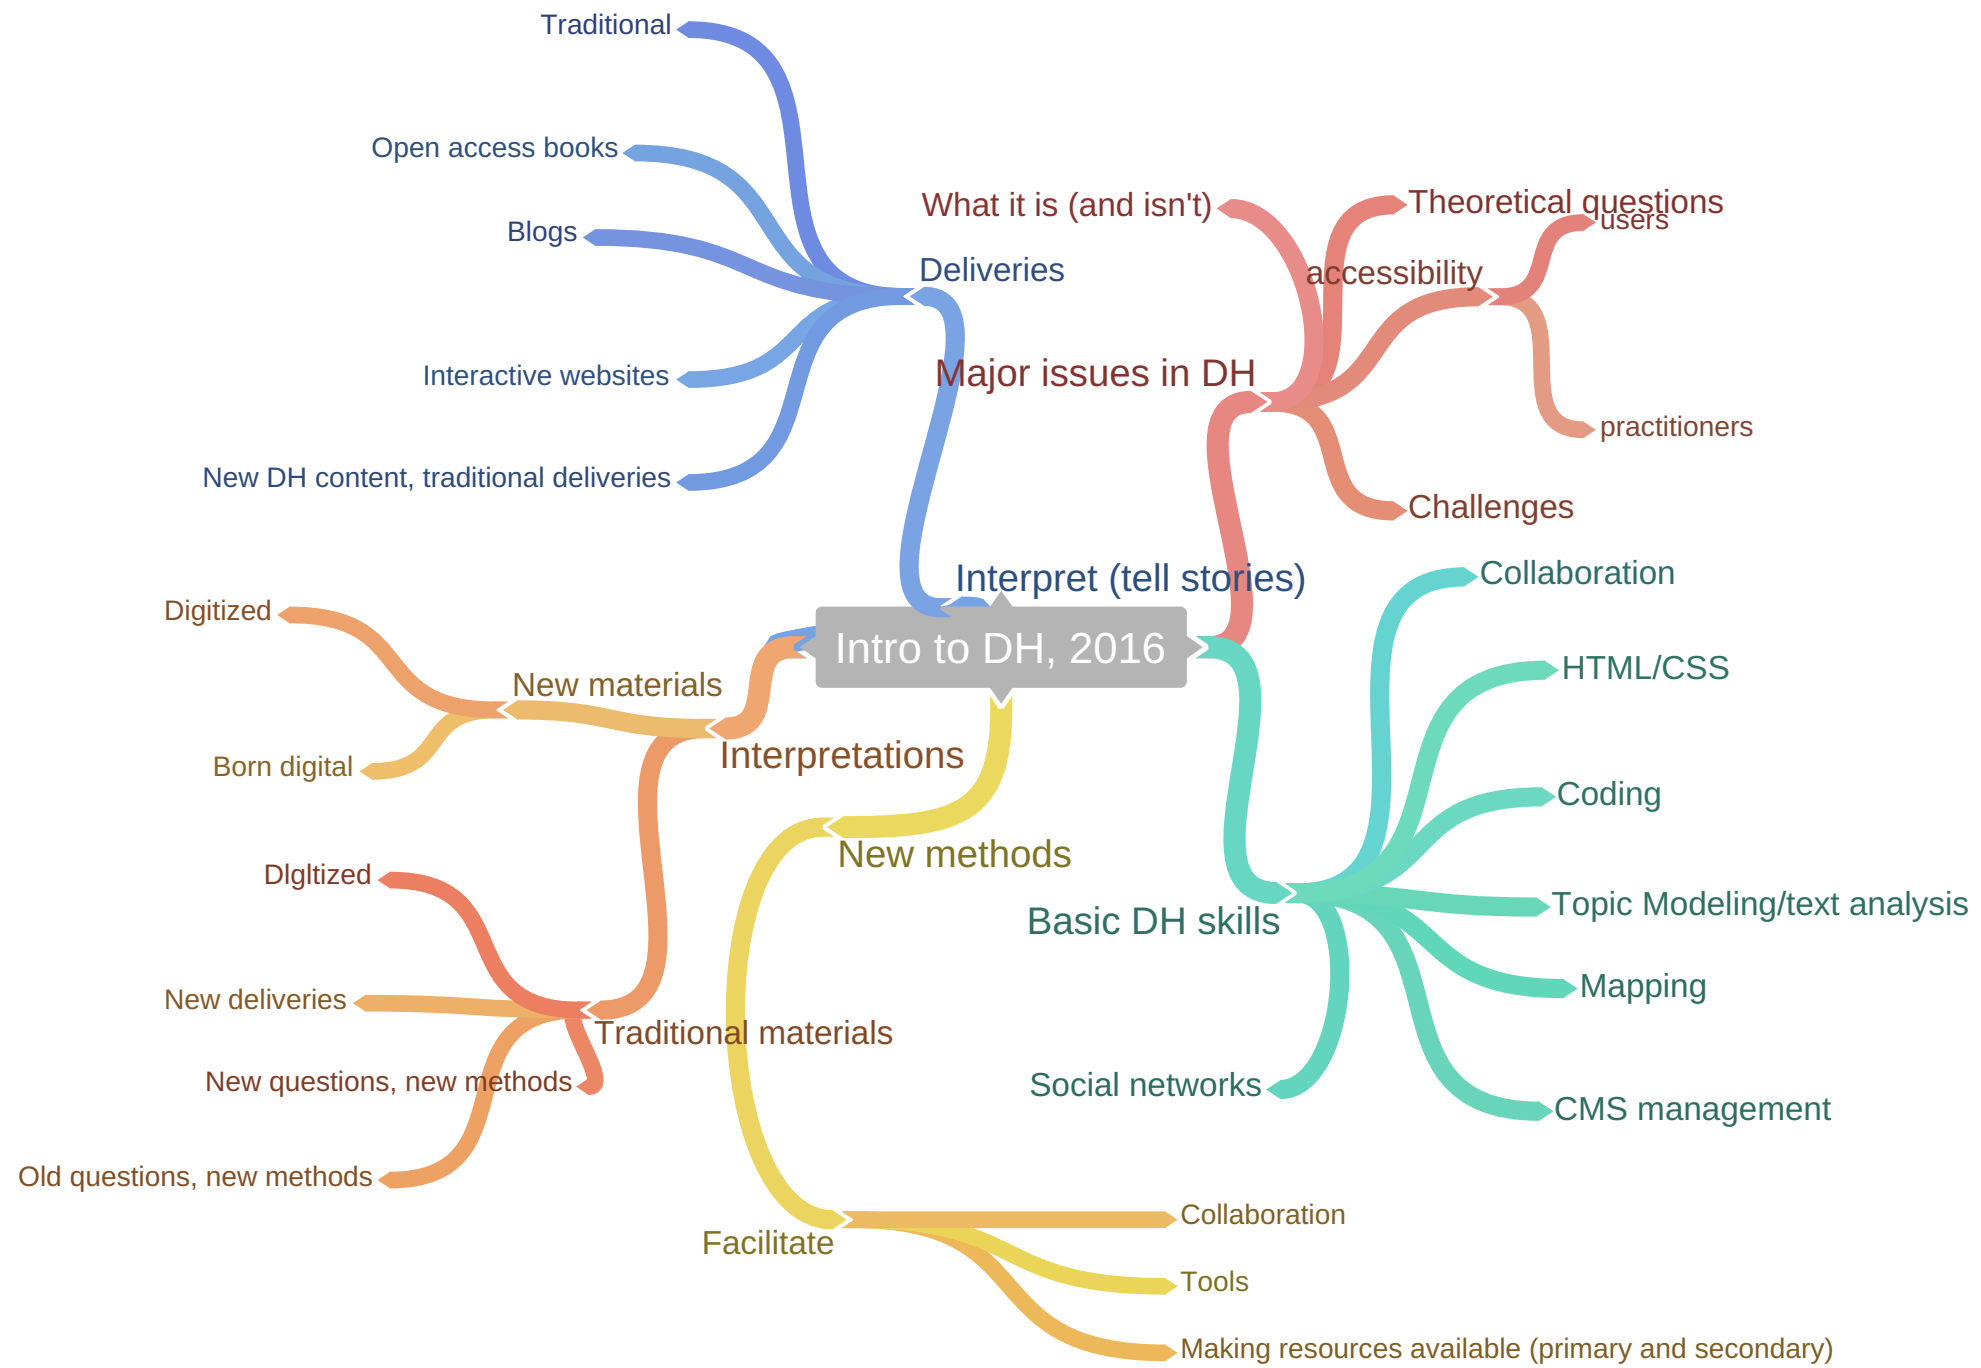 Traditional
Open access books
Blogs
Deliveries
Interactive websites
New DH content, traditional deliveries
Interpret (tell stories)
What it is (and isn't)
Theoretical questions
users
accessibility
practitioners
Major issues in DH
Challenges
Intro to DH, 2016
Collaboration
HTML/CSS
Coding
Topic Modeling/text analysis
Mapping
CMS management
Social networks
Basic DH skills
Digitized
New materials
Born digital
Interpretations
DIgItized
New deliveries
Traditional materials
New questions, new methods
Old questions, new methods
New methods
Facilitate
Collaboration
Tools
Making resources available (primary and secondary)